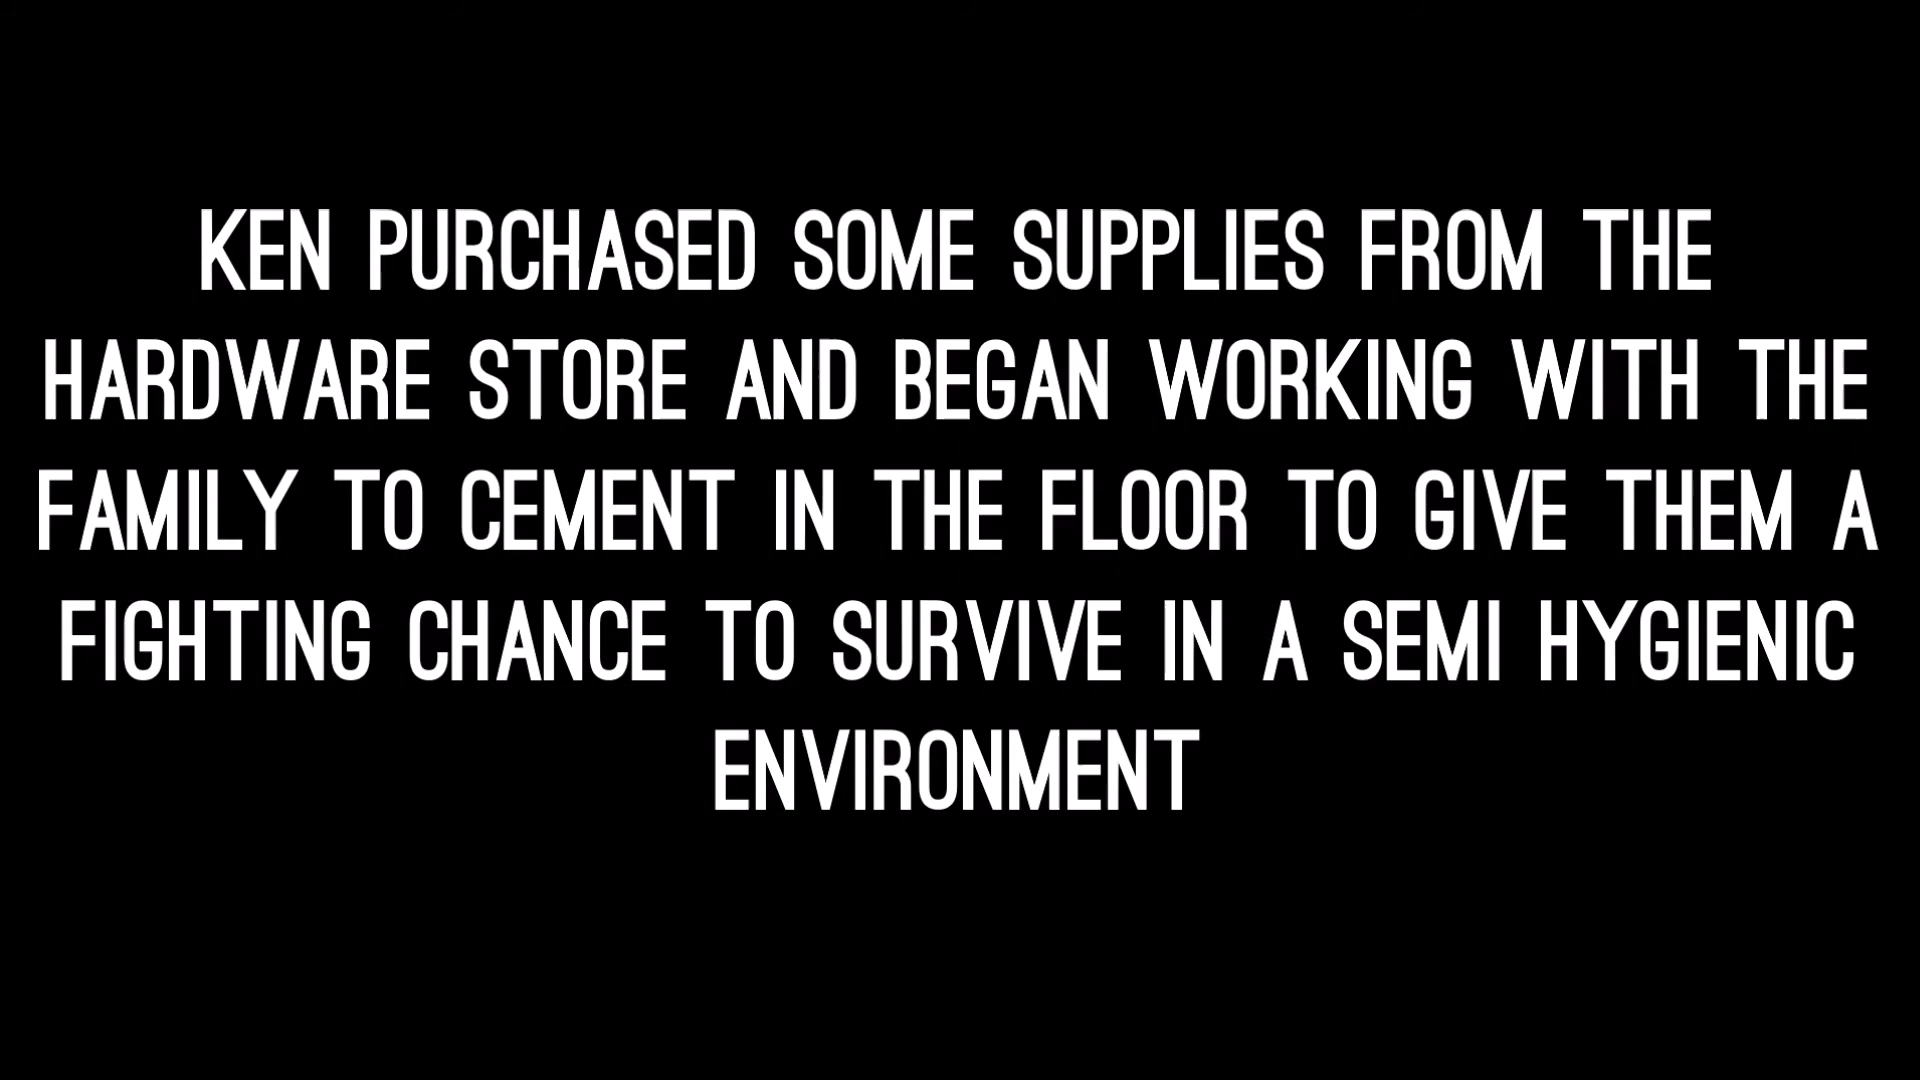 KEN PURCHASED SOME SUPPLIES FROM THE
HARDWARE STORE AND BEGAN WORKING WITH THE
FAMILY TO CEMENT IN THE FLOOR TO GIVE THEM A
FIGHTING CHANCE TO SURVIVE IN A SEMI HYGIENIC
ENVIRONMENT